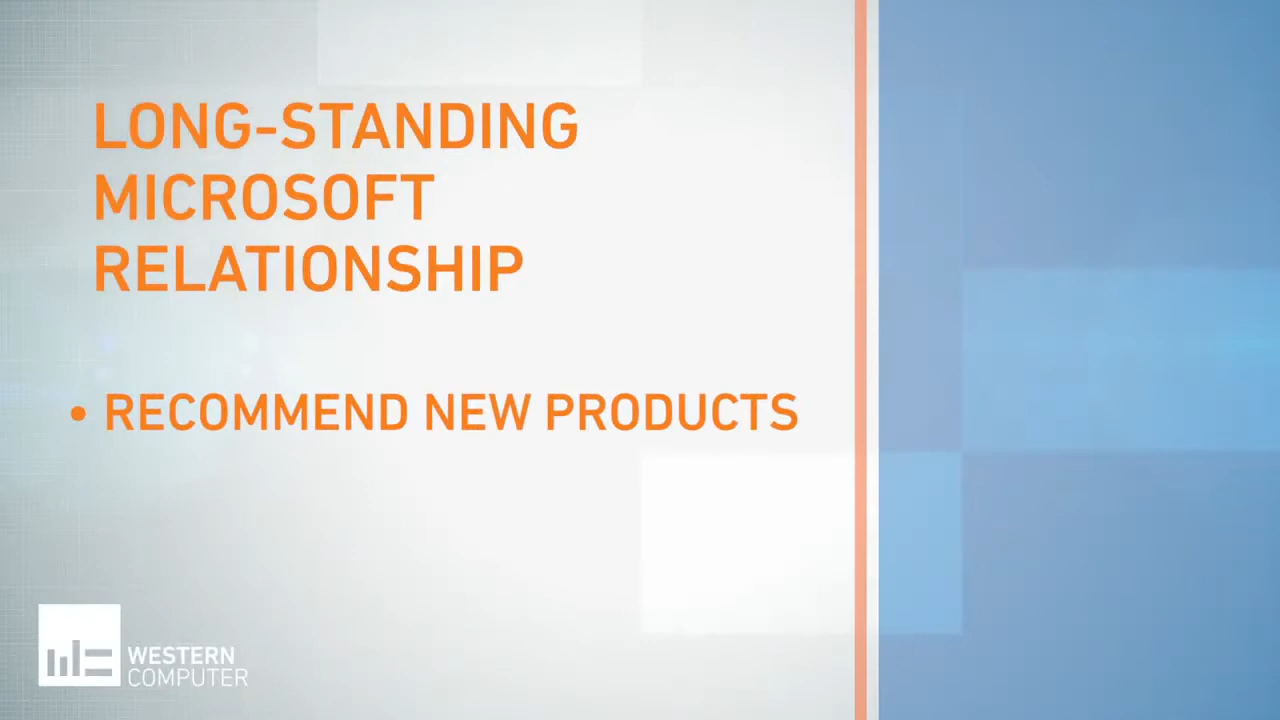 LONG-STANDING
MICROSOFT
RELATIONSHIP
• RECOMMEND NEW PRODUCTS
WESTERN
COMPUTER